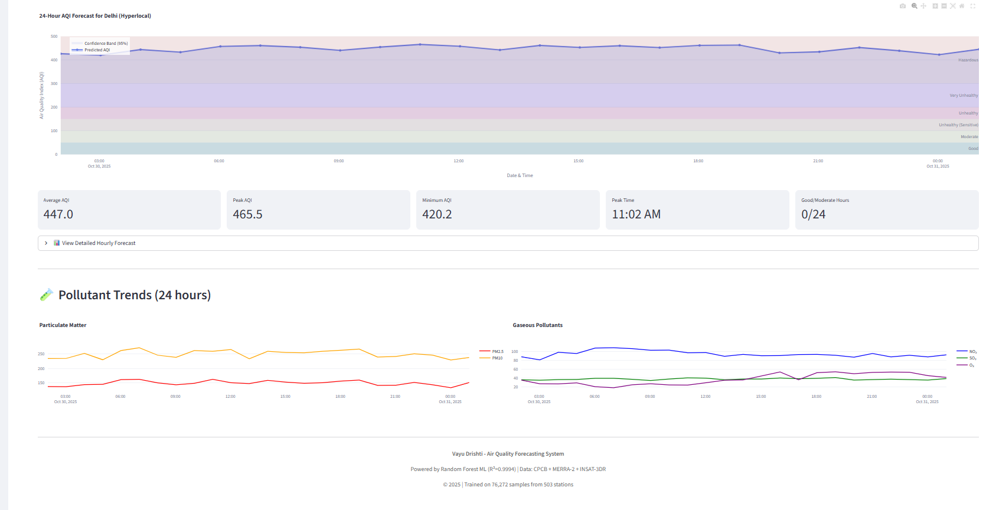 24-Hour AQI Forecast for Delhi (Hyperlocal)
Confidence Band (95%)
Predicted AQI
Air Quality Index (AQI)
500
400
300
200
100
0
Hazardous
Very Unhealthy
Unhealthy
Unhealthy (Sensitive)
Moderate
Good
03:00 06:00 09:00 12:00 15:00 18:00 21:00 00:00
Oct 30, 2025 Oct 31, 2025
Date & Time
Average AQI
447.0
Peak AQI
465.5
Minimum AQI
420.2
Peak Time
11:02 AM
Good/Moderate Hours
0/24
View Detailed Hourly Forecast
Pollutant Trends (24 hours)
Particulate Matter
250
200
150
PM2.5
PM10
03:00 06:00 09:00 12:00 15:00 18:00 21:00 00:00
Oct 30, 2025 Oct 31, 2025
Gaseous Pollutants
100
80
60
40
20
NO₂
SO₂
O₃
03:00 06:00 09:00 12:00 15:00 18:00 21:00 00:00
Oct 30, 2025 Oct 31, 2025
Vayu Drishti - Air Quality Forecasting System
Powered by Random Forest ML (R²=0.9994) | Data: CPCB + MERRA-2 + INSAT-3DR
© 2025 | Trained on 76,272 samples from 503 stations